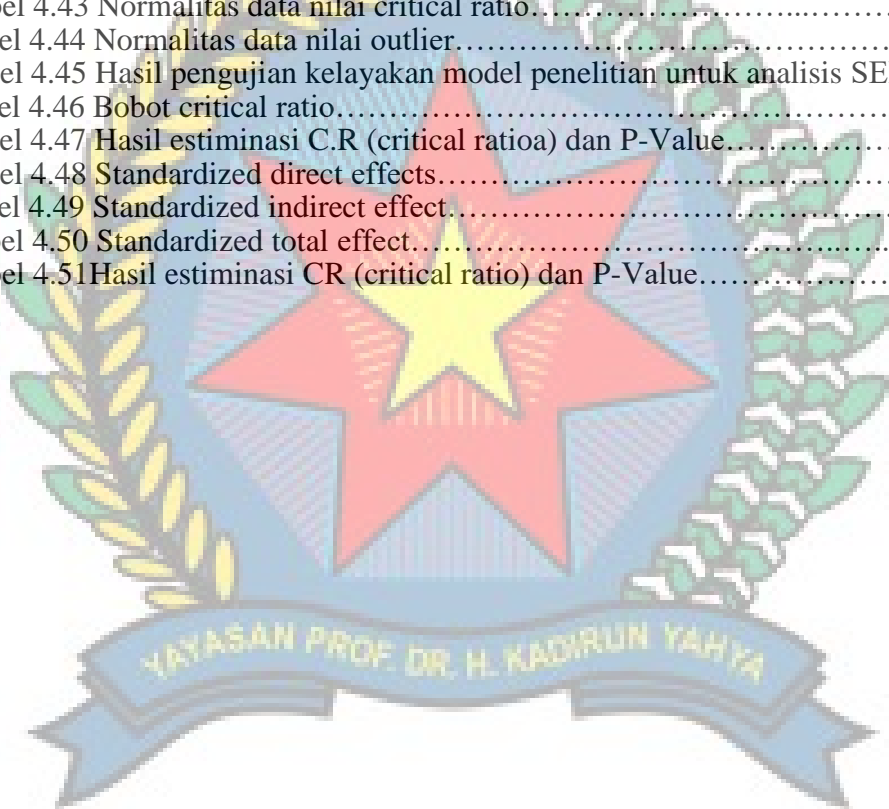 bel 4.43 Normalitas data nilai critical ratio…………………...………
el 4.44 Normalitas data nilai outlier…………………………………
el 4.45 Hasil pengujian kelayakan model penelitian untuk analisis SE
el 4.46 Bobot critical ratio……………………………………………
el 4.47 Hasil estiminasi C.R (critical ratioa) dan P-Value……………
el 4.48 Standardized direct effects……………………………………
el 4.49 Standardized indirect effect…………………………………...
bel 4.50 Standardized total effect………………………………...……
el 4.51Hasil estiminasi CR (critical ratio) dan P-Value………………
YAYASAN PROF. DR. H. KADIRUN YAHYA